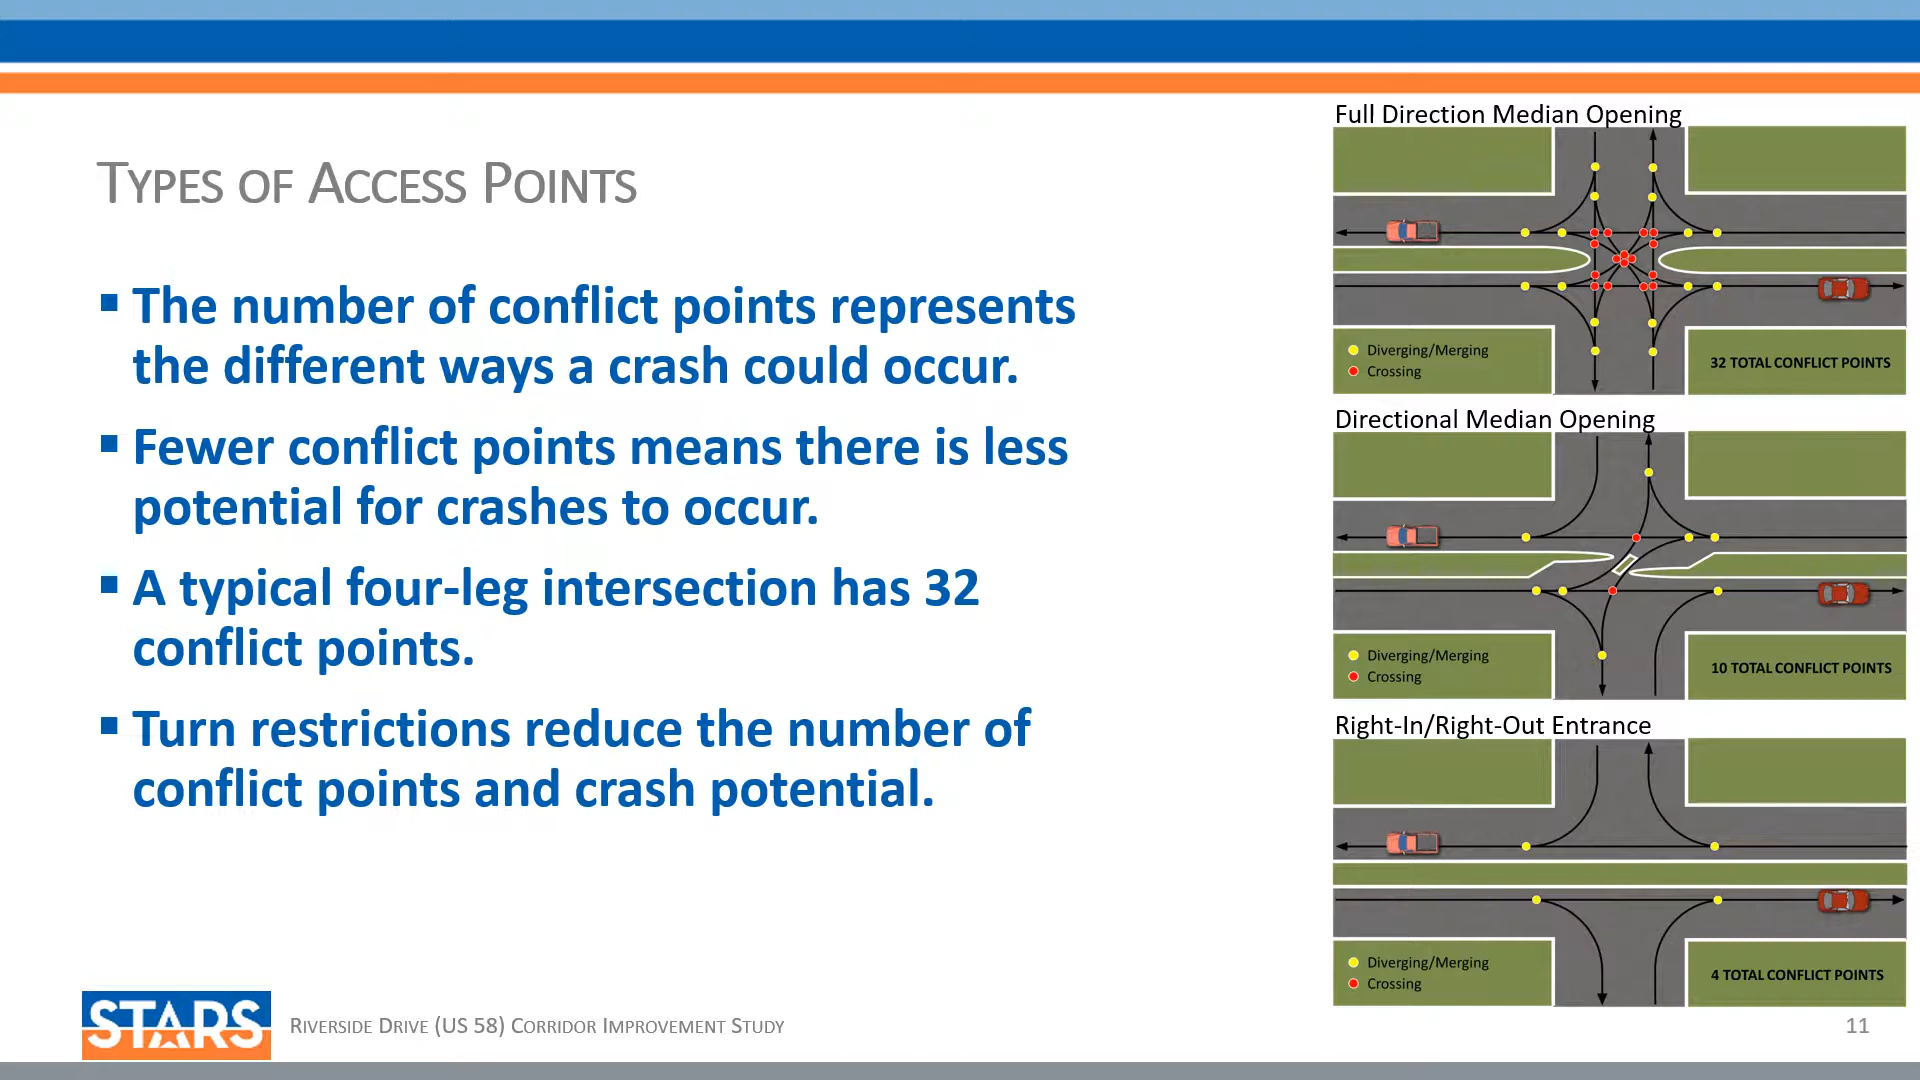 Types of Access Points
▪ The number of conflict points represents
the different ways a crash could occur.
▪ Fewer conflict points means there is less
potential for crashes to occur.
▪ A typical four-leg intersection has 32
conflict points.
▪ Turn restrictions reduce the number of
conflict points and crash potential.
Full Direction Median Opening
Diverging/Merging
Crossing
32 TOTAL CONFLICT POINTS
Directional Median Opening
Diverging/Merging
Crossing
10 TOTAL CONFLICT POINTS
Right-In/Right-Out Entrance
Diverging/Merging
Crossing
4 TOTAL CONFLICT POINTS
STARS
Riverside Drive (US 58) Corridor Improvement Study
11